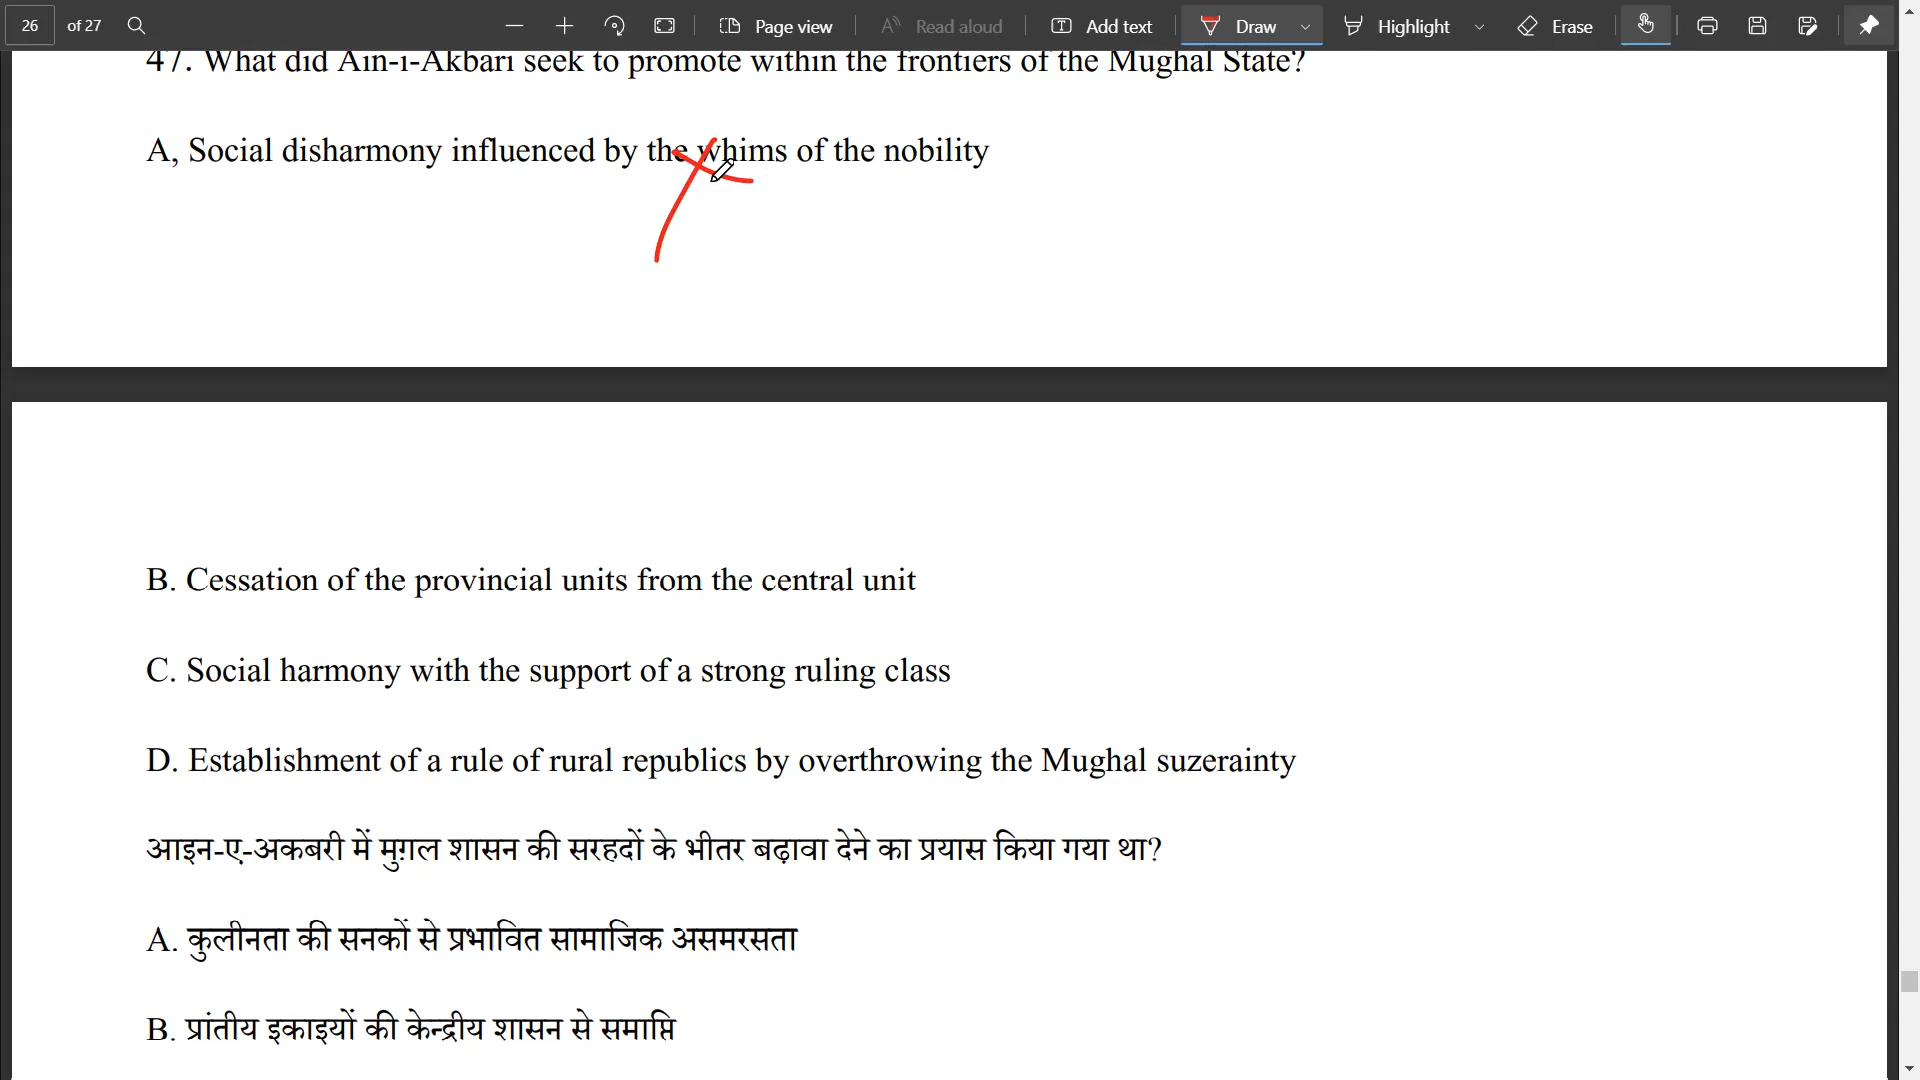 26 of 27 Page view Read aloud Add text Draw Highlight Erase
47. What did Ain-i-Akbari seek to promote within the frontiers of the Mughal State?
A, Social disharmony influenced by the whims of the nobility
B. Cessation of the provincial units from the central unit
C. Social harmony with the support of a strong ruling class
D. Establishment of a rule of rural republics by overthrowing the Mughal suzerainty
आइन-ए-अकबरी में मुग़ल शासन की सरहदों के भीतर बढ़ावा देने का प्रयास किया गया था?
A. कुलीनता की सनकों से प्रभावित सामाजिक असमरसता
B. प्रांतीय इकाइयों की केन्द्रीय शासन से समाप्ति